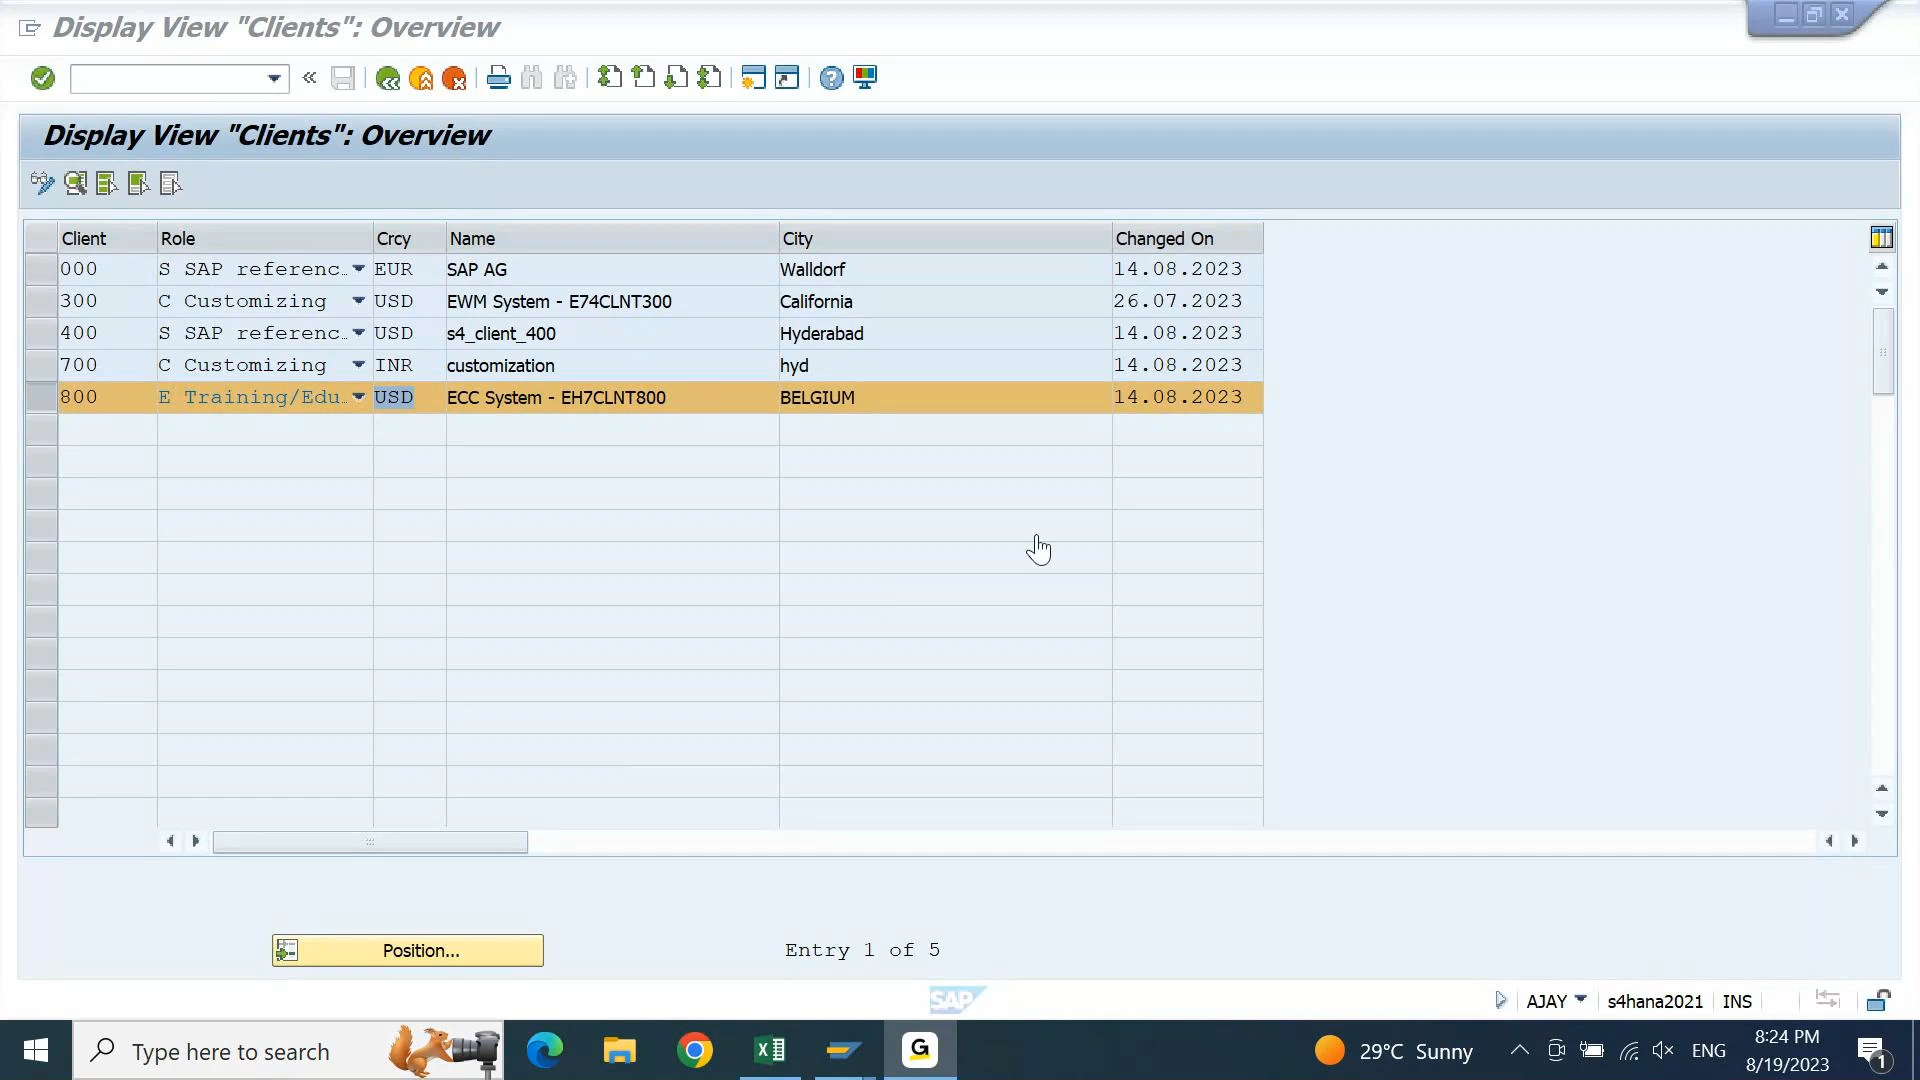 Display View "Clients": Overview
Display View "Clients": Overview
Client Role Crcy Name City Changed On
000 S SAP referenc.. EUR SAP AG Walldorf 14.08.2023
300 C Customizing USD EWM System - E74CLNT300 California 26.07.2023
400 S SAP referenc.. USD s4_client_400 Hyderabad 14.08.2023
700 C Customizing INR customization hyd 14.08.2023
800 E Training/Edu.. USD ECC System - EH7CLNT800 BELGIUM 14.08.2023
Position...
Entry 1 of 5
SAP
AJAY s4hana2021 INS
Type here to search
29°C Sunny
ENG
8:24 PM
8/19/2023
1